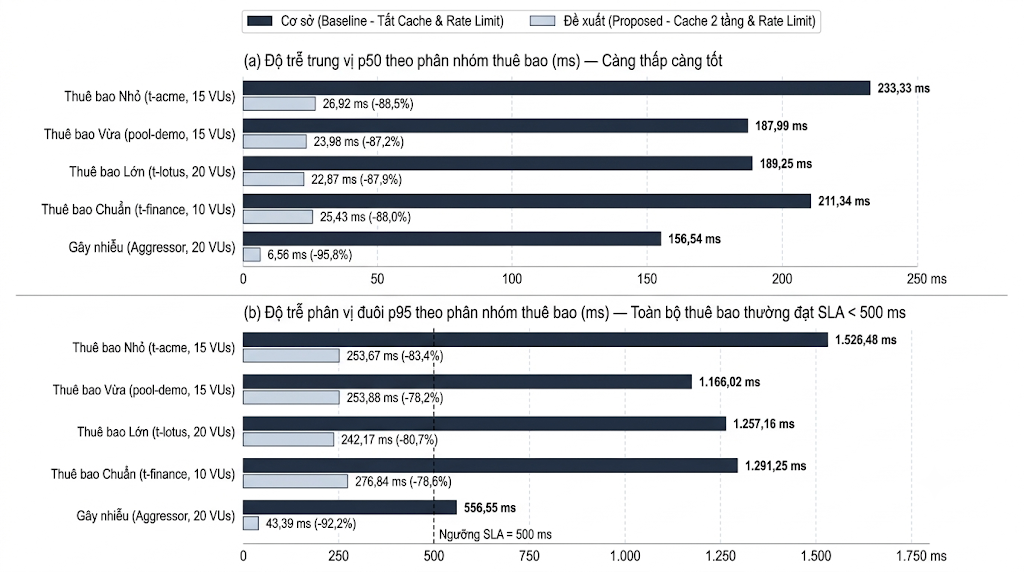 Cơ sở (Baseline - Tắt Cache & Rate Limit)
Đề xuất (Proposed - Cache 2 tầng & Rate Limit)
(a) Độ trễ trung vị p50 theo phân nhóm thuê bao (ms) — Càng thấp càng tốt
Thuê bao Nhỏ (t-acme, 15 VUs)
233,33 ms
26,92 ms (-88,5%)
Thuê bao Vừa (pool-demo, 15 VUs)
187,99 ms
23,98 ms (-87,2%)
Thuê bao Lớn (t-lotus, 20 VUs)
189,25 ms
22,87 ms (-87,9%)
Thuê bao Chuẩn (t-finance, 10 VUs)
211,34 ms
25,43 ms (-88,0%)
Gây nhiễu (Aggressor, 20 VUs)
156,54 ms
6,56 ms (-95,8%)
0 50 100 150 200 250 ms
(b) Độ trễ phân vị đuôi p95 theo phân nhóm thuê bao (ms) — Toàn bộ thuê bao thường đạt SLA < 500 ms
Thuê bao Nhỏ (t-acme, 15 VUs)
1.526,48 ms
253,67 ms (-83,4%)
Thuê bao Vừa (pool-demo, 15 VUs)
1.166,02 ms
253,88 ms (-78,2%)
Thuê bao Lớn (t-lotus, 20 VUs)
1.257,16 ms
242,17 ms (-80,7%)
Thuê bao Chuẩn (t-finance, 10 VUs)
1.291,25 ms
276,84 ms (-78,6%)
Gây nhiễu (Aggressor, 20 VUs)
556,55 ms
43,39 ms (-92,2%)
Ngưỡng SLA = 500 ms
0 250 500 750 1.000 1.250 1.500 1.750 ms